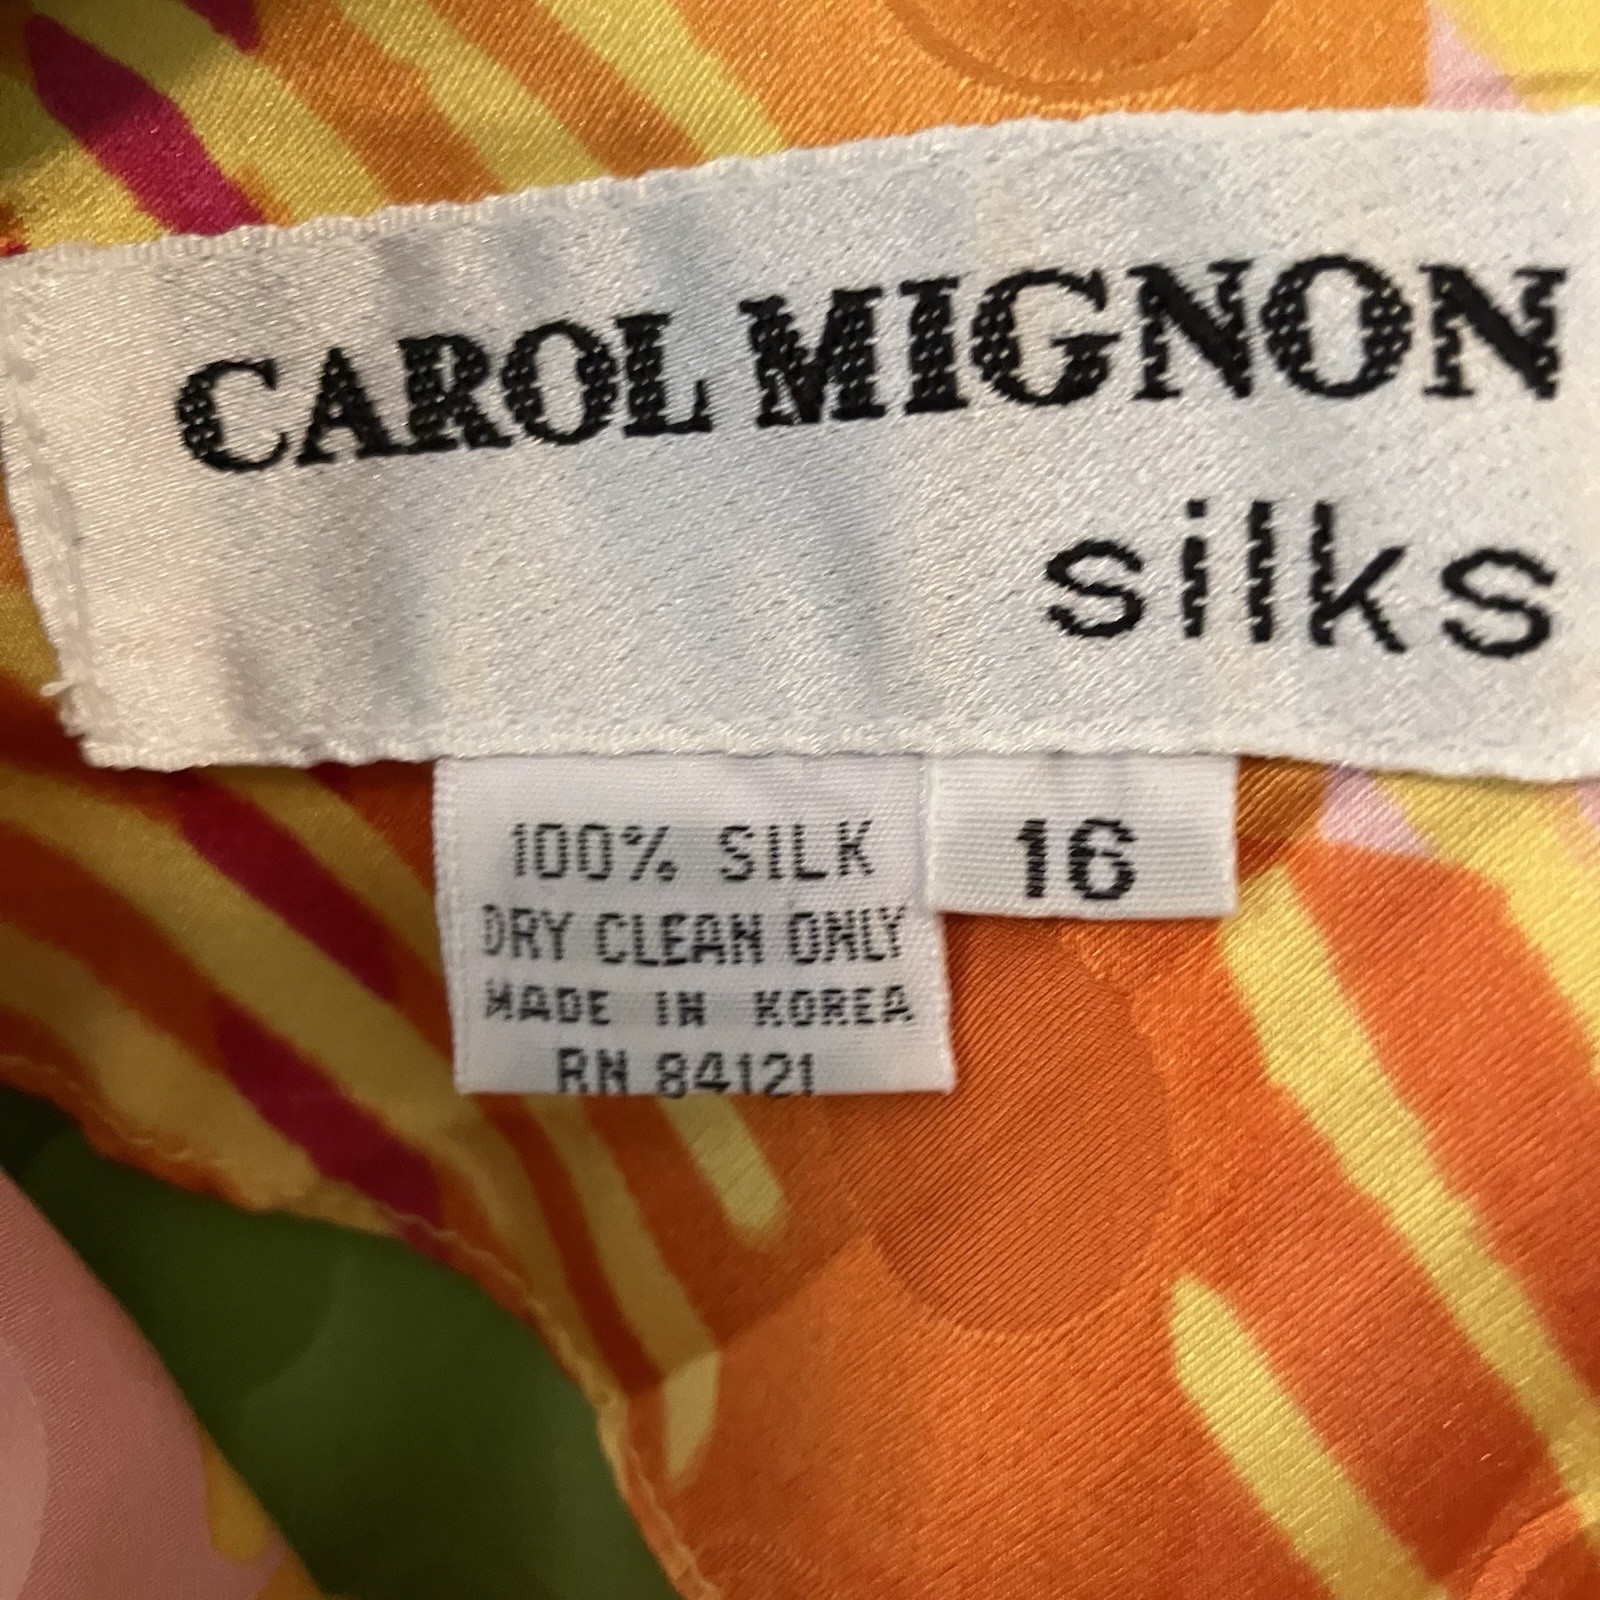 CAROL MIGNON
silks
100% SILK
DRY CLEAN ONLY
MADE IN KOREA
RN 84121
16